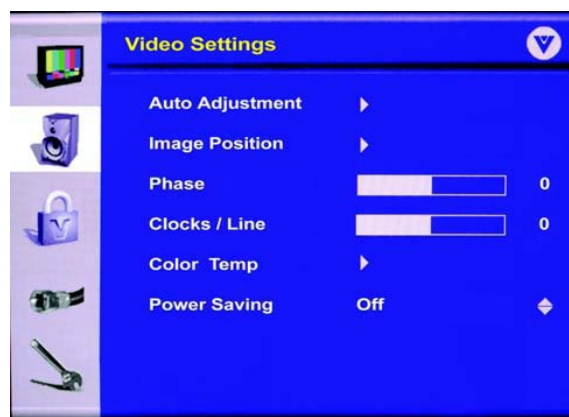 Video Settings
V
Auto Adjustment
Image Position
Phase 0
Clocks / Line 0
Color Temp
Power Saving Off
V